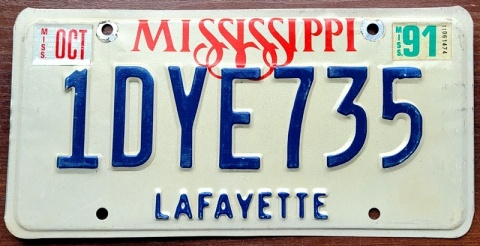 MISS OCT
MISSISSIPPI
MISS. 91
1DYE735
LAFAYETTE